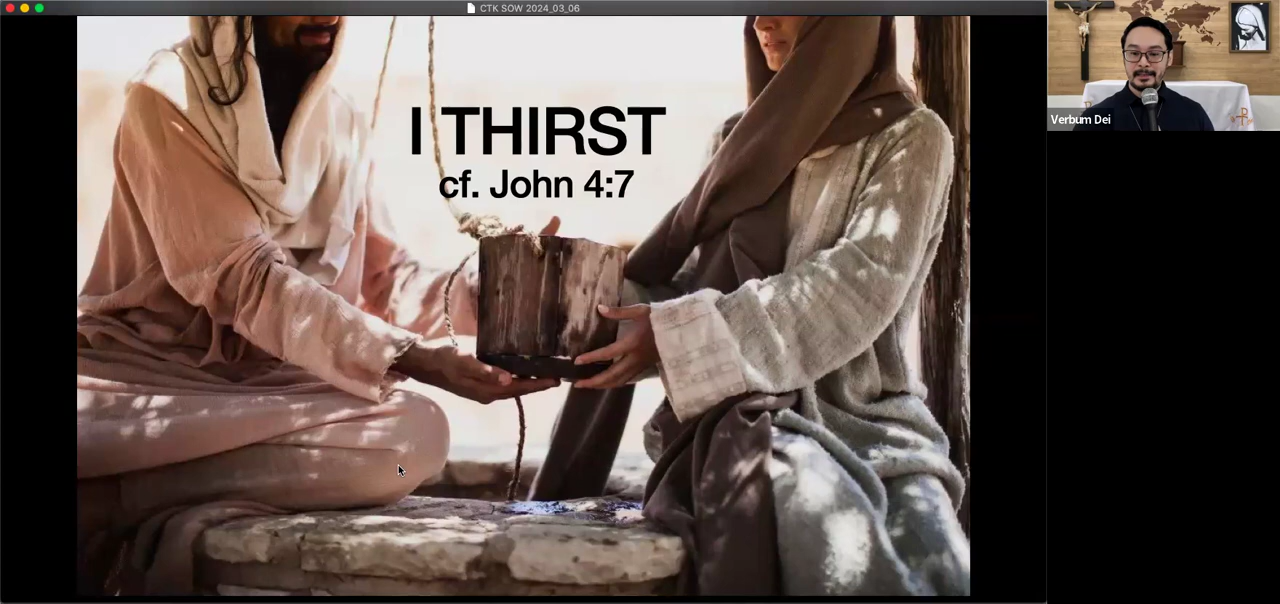 CTK SOW 2024_03_06
I THIRST
cf. John 4:7
Verbum Dei